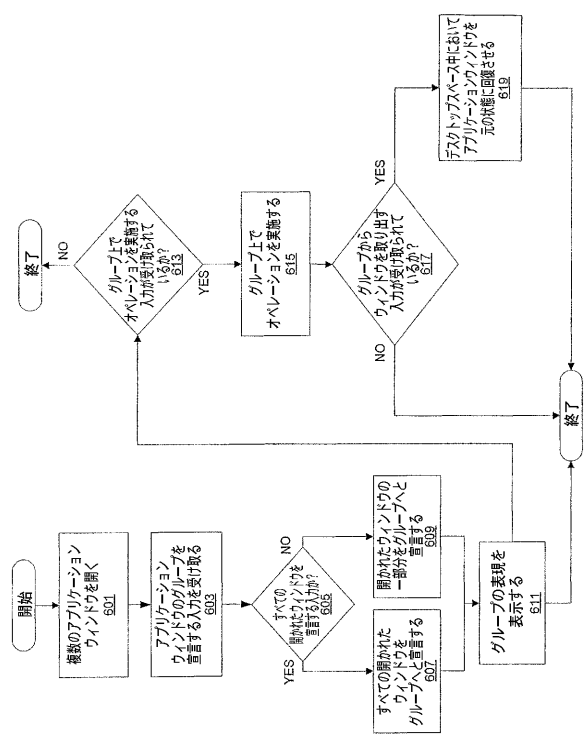 開始
複数のアプリケーション
ウィンドウを開く
601
アプリケーション
ウィンドウのグループを
宣言する入力を受け取る
603
すべての
開かれたウィンドウを
宣言する入力か?
605
YES
NO
すべての開かれた
ウィンドウを
グループへと宣言する
607
開かれたウィンドウの
一部分をグループへと
宣言する
609
グループの表現を
表示する
611
終了
NO
グループ上で
オペレーションを実施する
入力が受け取られて
いるか?
613
YES
グループ上で
オペレーションを実施する
615
グループから
ウィンドウを取り出す
入力が受け取られて
いるか?
617
NO
YES
デスクトップスペース中において
アプリケーションウィンドウを
元の状態に回復させる
619
終了